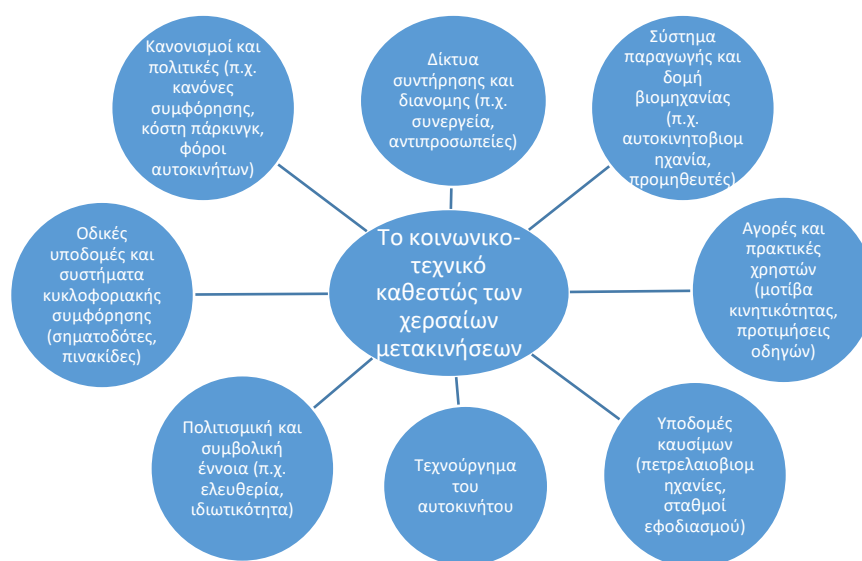 Κανονισμοί και
πολιτικές (π.χ.
κανόνες
συμφόρησης,
κόστη πάρκινγκ,
φόροι
αυτοκινήτων)
Δίκτυα
συντήρησης και
διανομης (π.χ.
συνεργεία,
αντιπροσωπείες)
Σύστημα
παραγωγής και
δομή
βιομηχανίας
(π.χ.
αυτοκινητοβιομ
ηχανία,
προμηθευτές)
Οδικές
υποδομές και
συστήματα
κυκλοφοριακής
συμφόρησης
(σηματοδότες,
πινακίδες)
Το κοινωνικο-
τεχνικό
καθεστώς των
χερσαίων
μετακινήσεων
Αγορές και
πρακτικές
χρηστών
(μοτίβα
κινητικότητας,
προτιμήσεις
οδηγών)
Πολιτισμική και
συμβολική
έννοια (π.χ.
ελευθερία,
ιδιωτικότητα)
Τεχνούργημα
του
αυτοκινήτου
Υποδομές
καυσίμων
(πετρελαιοβιομ
ηχανίες,
σταθμοί
εφοδιασμού)